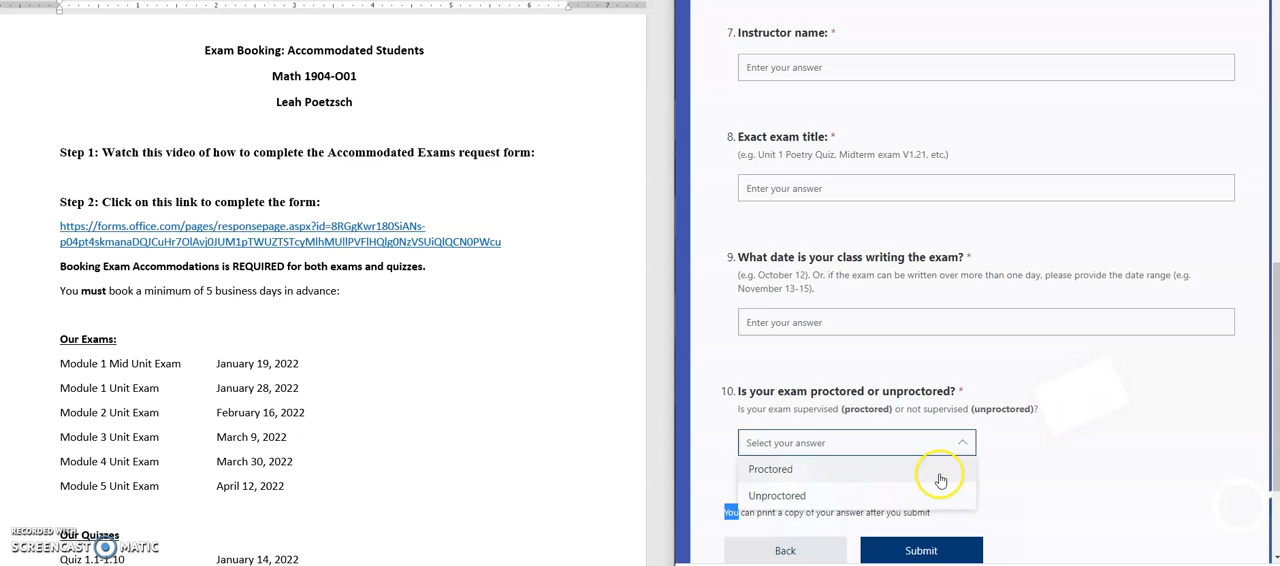 Exam Booking: Accommodated Students
Math 1904-O01
Leah Poetzsch
Step 1: Watch this video of how to complete the Accommodated Exams request form:
Step 2: Click on this link to complete the form:
https://forms.office.com/pages/responsepage.aspx?id=8RGgKwr180SiANs-
p04pt4skmanaDQJCuHr7OlAvj0JUM1pTWUZTSTcyMlhMUllPVFlHQlg0NzVSUiQlQCN0PWcu
Booking Exam Accommodations is REQUIRED for both exams and quizzes.
You must book a minimum of 5 business days in advance:
Our Exams:
Module 1 Mid Unit Exam January 19, 2022
Module 1 Unit Exam January 28, 2022
Module 2 Unit Exam February 16, 2022
Module 3 Unit Exam March 9, 2022
Module 4 Unit Exam March 30, 2022
Module 5 Unit Exam April 12, 2022
Our Quizzes
Quiz 1.1-1.10 January 14, 2022
RECORDED WITH
SCREENCAST MATIC
7. Instructor name: *
Enter your answer
8. Exact exam title: *
(e.g. Unit 1 Poetry Quiz, Midterm exam V1.21, etc.)
Enter your answer
9. What date is your class writing the exam? *
(e.g. October 12). Or, if the exam can be written over more than one day, please provide the date range (e.g.
November 13-15).
Enter your answer
10. Is your exam proctored or unproctored? *
Is your exam supervised (proctored) or not supervised (unproctored)?
Select your answer
Proctored
Unproctored
You can print a copy of your answer after you submit
Back
Submit